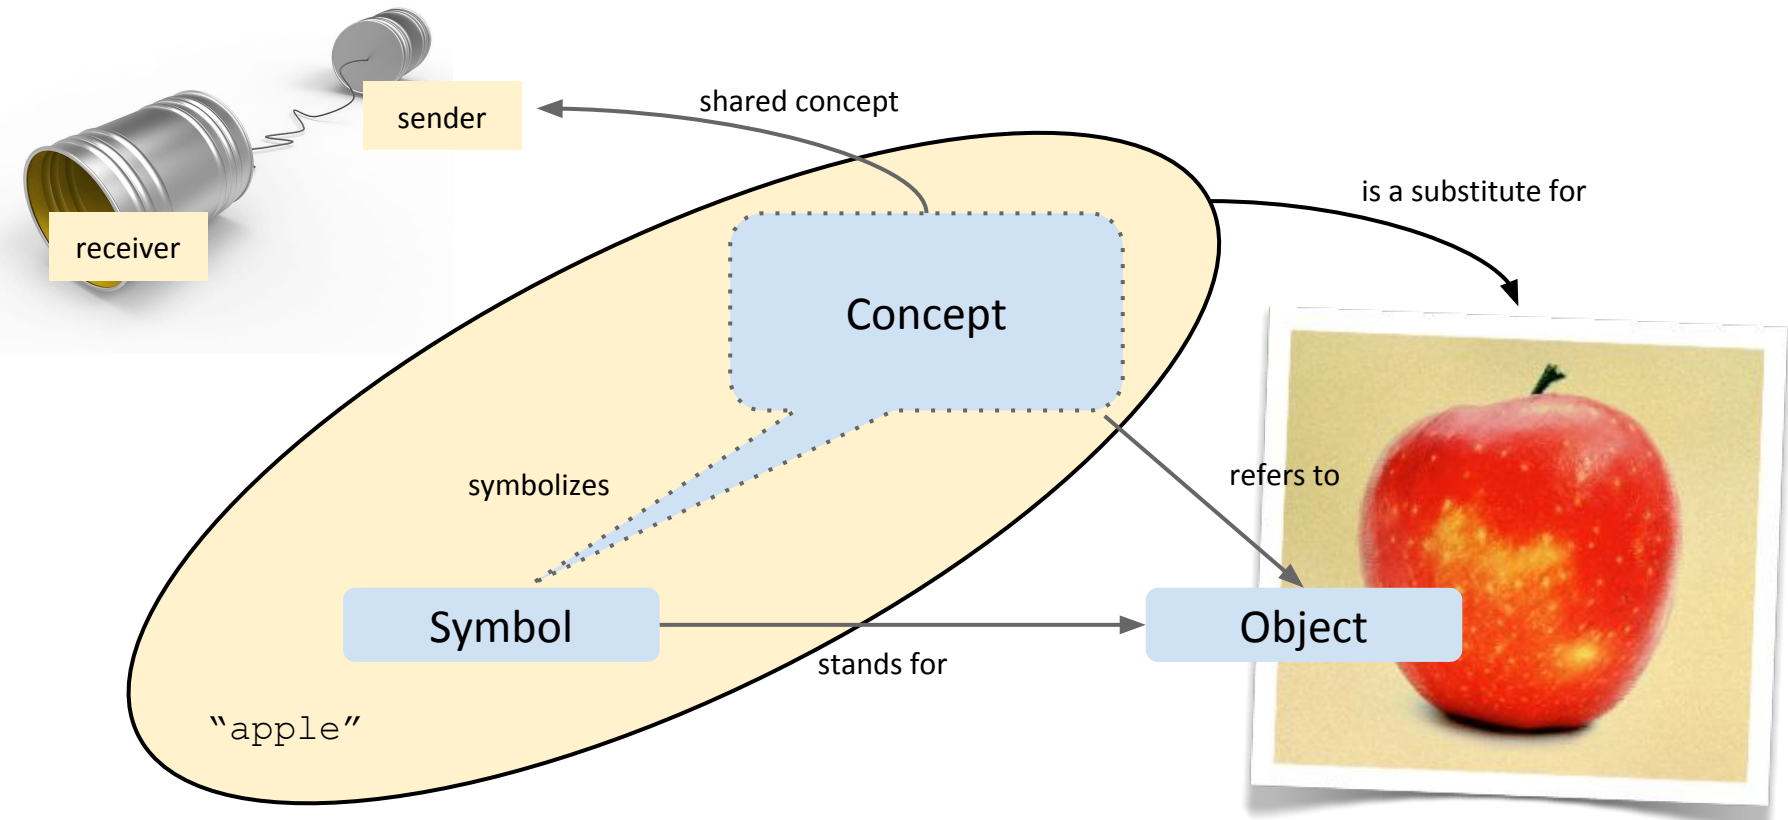 sender
shared concept
is a substitute for
receiver
Concept
symbolizes
refers to
Symbol
Object
stands for
“apple”